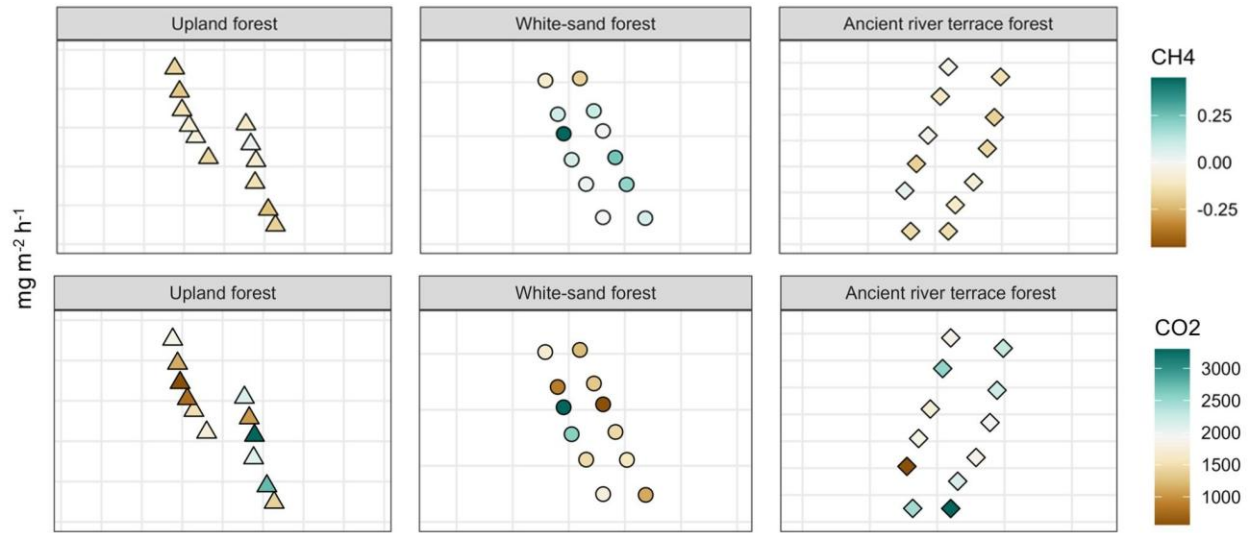 Upland forest
White-sand forest
Ancient river terrace forest
CH4
0.25
0.00
-0.25
mg m-2 h-1
Upland forest
White-sand forest
Ancient river terrace forest
CO2
3000
2500
2000
1500
1000